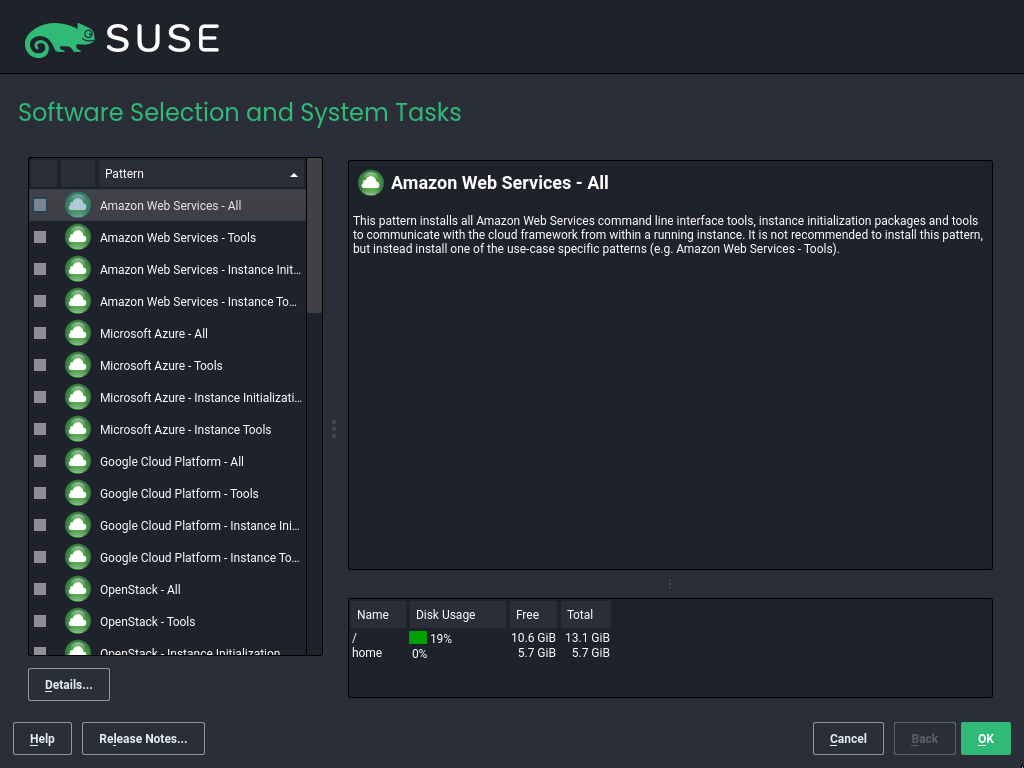 SUSE
Software Selection and System Tasks
Pattern
Amazon Web Services - All
Amazon Web Services - Tools
Amazon Web Services - Instance Init...
Amazon Web Services - Instance To...
Microsoft Azure - All
Microsoft Azure - Tools
Microsoft Azure - Instance Initializati...
Microsoft Azure - Instance Tools
Google Cloud Platform - All
Google Cloud Platform - Tools
Google Cloud Platform - Instance Ini...
Google Cloud Platform - Instance To...
OpenStack - All
OpenStack - Tools
OpenStack - Instance Initialization
Details...
Amazon Web Services - All
This pattern installs all Amazon Web Services command line interface tools, instance initialization packages and tools
to communicate with the cloud framework from within a running instance. It is not recommended to install this pattern,
but instead install one of the use-case specific patterns (e.g. Amazon Web Services - Tools).
Name Disk Usage Free Total
/ 19% 10.6 GiB 13.1 GiB
home 0% 5.7 GiB 5.7 GiB
Help Release Notes... Cancel Back OK